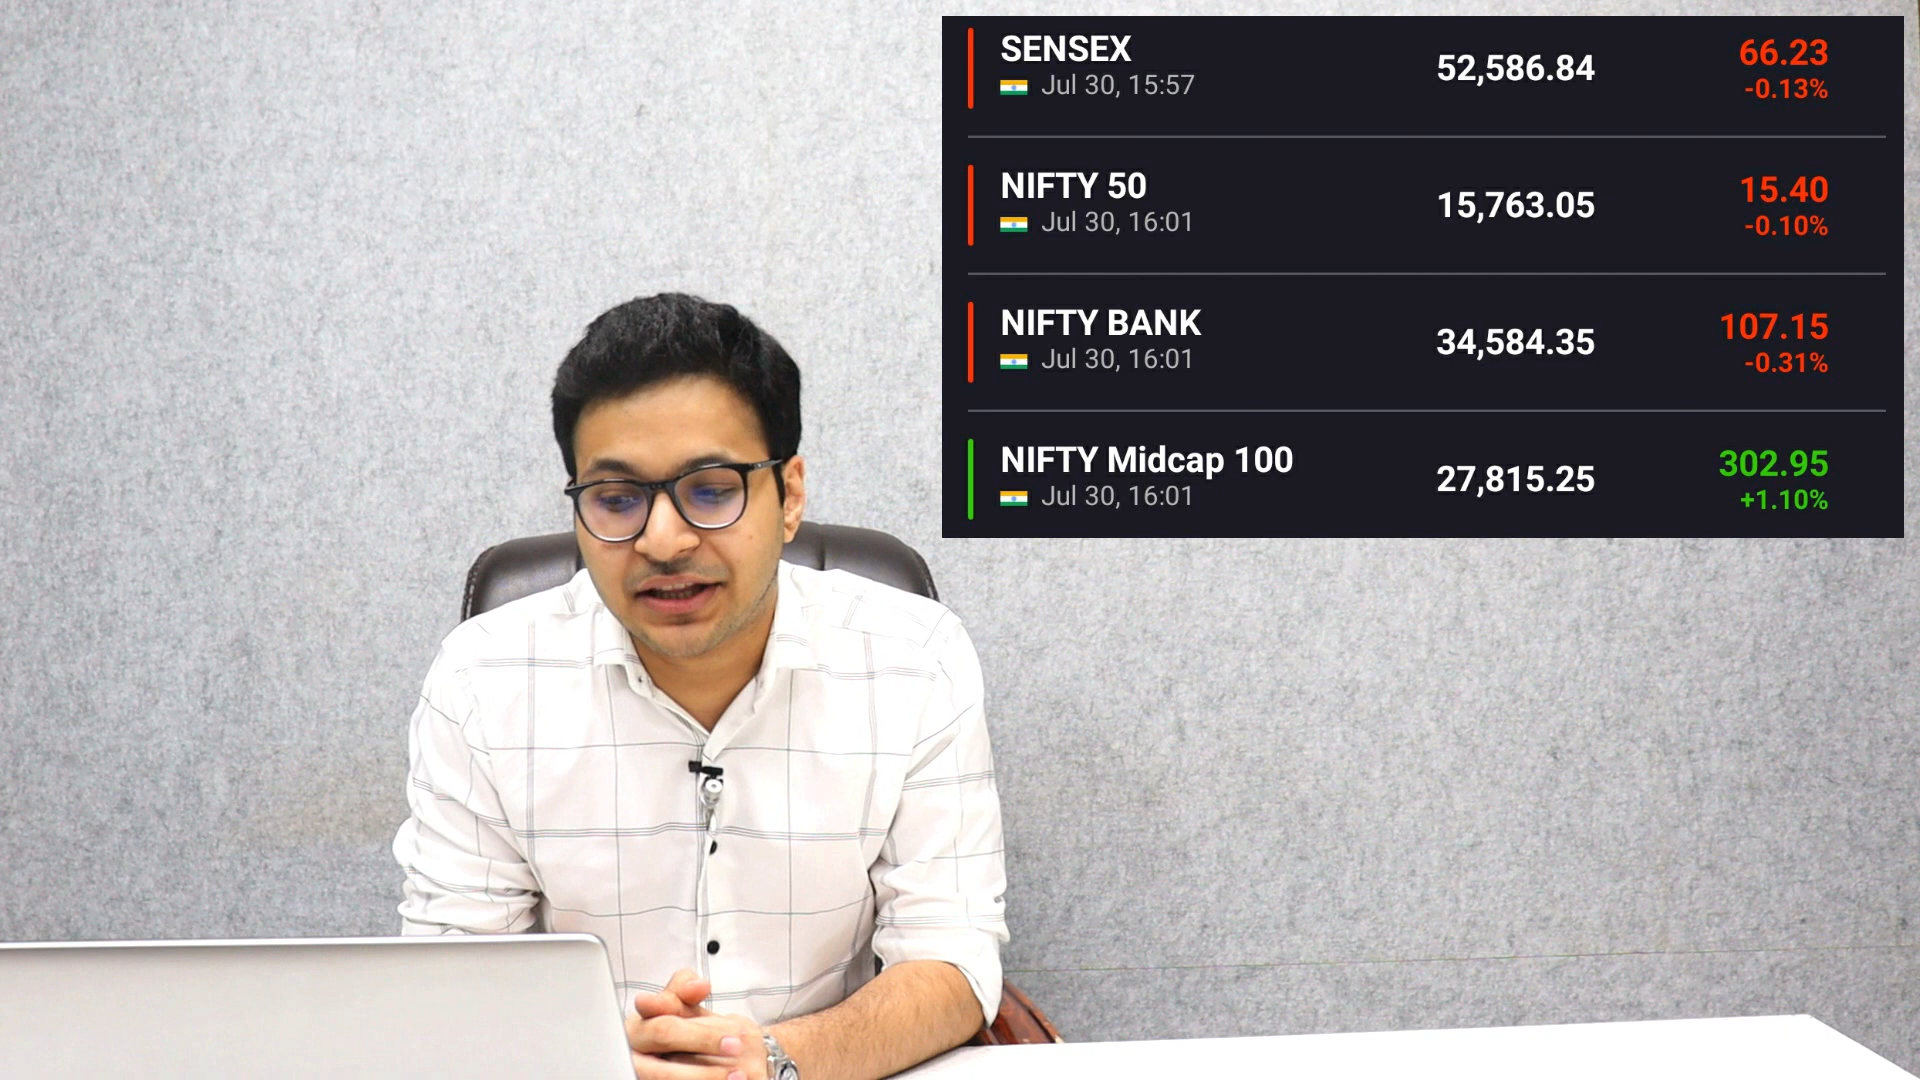 SENSEX
Jul 30, 15:57
52,586.84
66.23
-0.13%
NIFTY 50
Jul 30, 16:01
15,763.05
15.40
-0.10%
NIFTY BANK
Jul 30, 16:01
34,584.35
107.15
-0.31%
NIFTY Midcap 100
Jul 30, 16:01
27,815.25
302.95
+1.10%